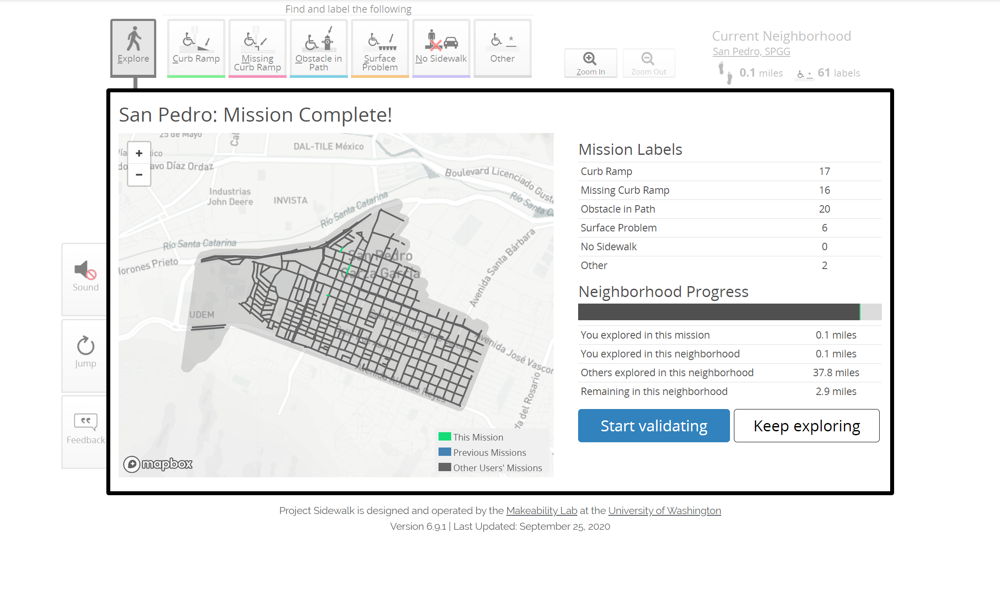 Find and label the following
Explore
Curb Ramp
Missing
Curb Ramp
Obstacle in
Path
Surface
Problem
No Sidewalk
Other
Zoom In
Zoom Out
Current Neighborhood
San Pedro, SPGG
0.1 miles
61 labels
San Pedro: Mission Complete!
25 de Mayo
DAL-TILE México
avo Díaz Ordaz
Boulevard Licenciado Gust
Industrias
John Deere
INVISTA
Río Santa Catarina
Río Santa C
Río Santa Catarina
Morones Prieto
San Pedro
Garza García
Avenida Santa Bárbara
UDEM
Avenida José Vascon
Avenida Alfonso Reyes
da del Rosario
+
−
This Mission
Previous Missions
Other Users' Missions
mapbox
Mission Labels
Curb Ramp 17
Missing Curb Ramp 16
Obstacle in Path 20
Surface Problem 6
No Sidewalk 0
Other 2
Neighborhood Progress
You explored in this mission 0.1 miles
You explored in this neighborhood 0.1 miles
Others explored in this neighborhood 37.8 miles
Remaining in this neighborhood 2.9 miles
Start validating
Keep exploring
Sound
Jump
Feedback
Project Sidewalk is designed and operated by the Makeability Lab at the University of Washington
Version 6.9.1 | Last Updated: September 25, 2020